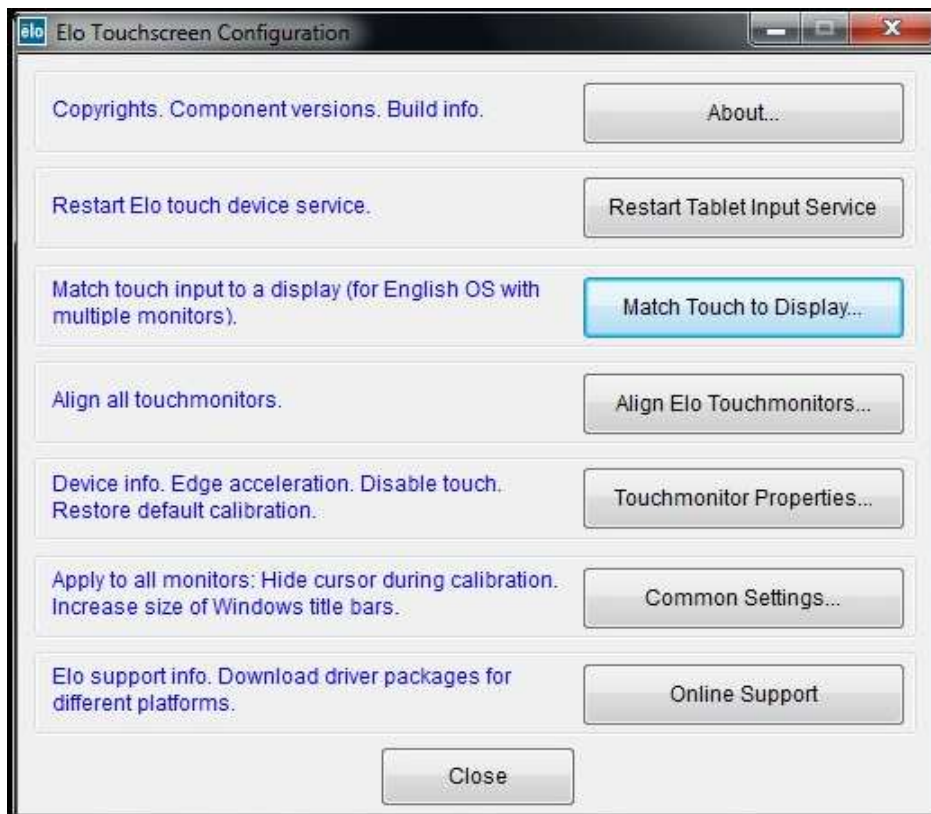 elo Elo Touchscreen Configuration
Copyrights. Component versions. Build info.
About...
Restart Elo touch device service.
Restart Tablet Input Service
Match touch input to a display (for English OS with
multiple monitors).
Match Touch to Display...
Align all touchmonitors.
Align Elo Touchmonitors...
Device info. Edge acceleration. Disable touch.
Restore default calibration.
Touchmonitor Properties...
Apply to all monitors: Hide cursor during calibration.
Increase size of Windows title bars.
Common Settings...
Elo support info. Download driver packages for
different platforms.
Online Support
Close